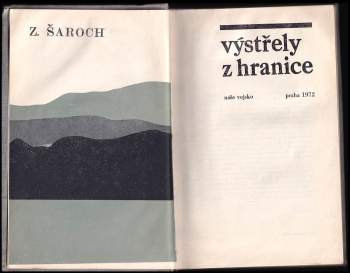 Z. ŠAROCH
výstřely
z hranice
naše vojsko praha 1972